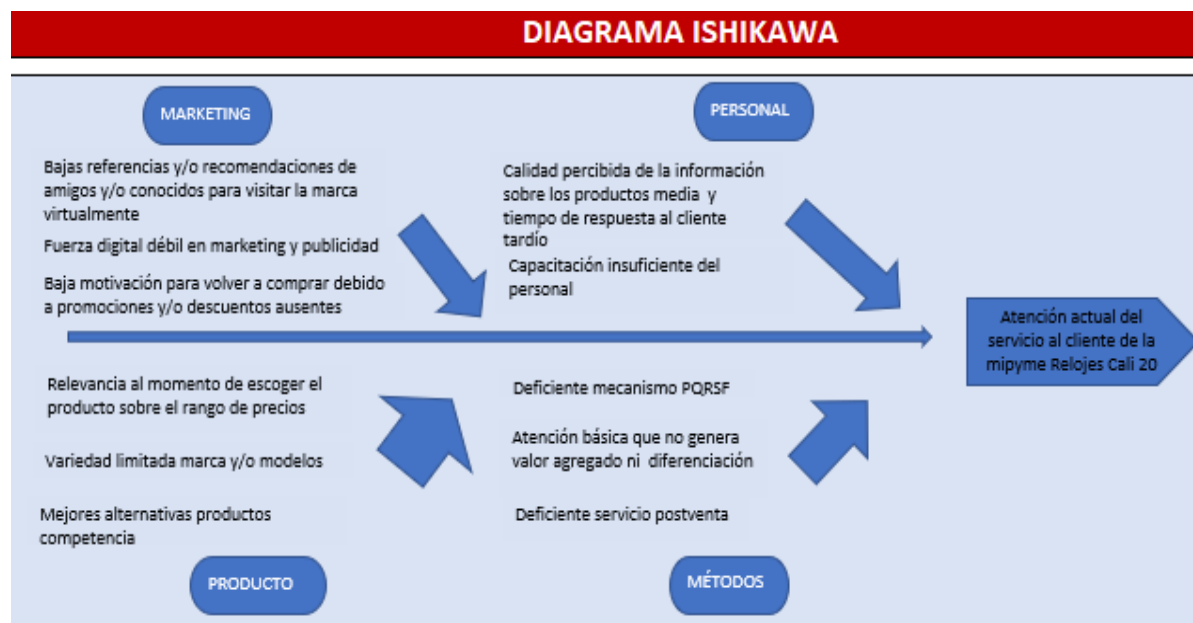 DIAGRAMA ISHIKAWA
MARKETING
Bajas referencias y/o recomendaciones de
amigos y/o conocidos para visitar la marca
virtualmente
Fuerza digital débil en marketing y publicidad
Baja motivación para volver a comprar debido
a promociones y/o descuentos ausentes
PERSONAL
Calidad percibida de la información
sobre los productos media y
tiempo de respuesta al cliente
tardío
Capacitación insuficiente del
personal
Atención actual del
servicio al cliente de la
mipyme Relojes Cali 20
Relevancia al momento de escoger el
producto sobre el rango de precios
Variedad limitada marca y/o modelos
Mejores alternativas productos
competencia
PRODUCTO
Deficiente mecanismo PQRSF
Atención básica que no genera
valor agregado ni diferenciación
Deficiente servicio postventa
MÉTODOS